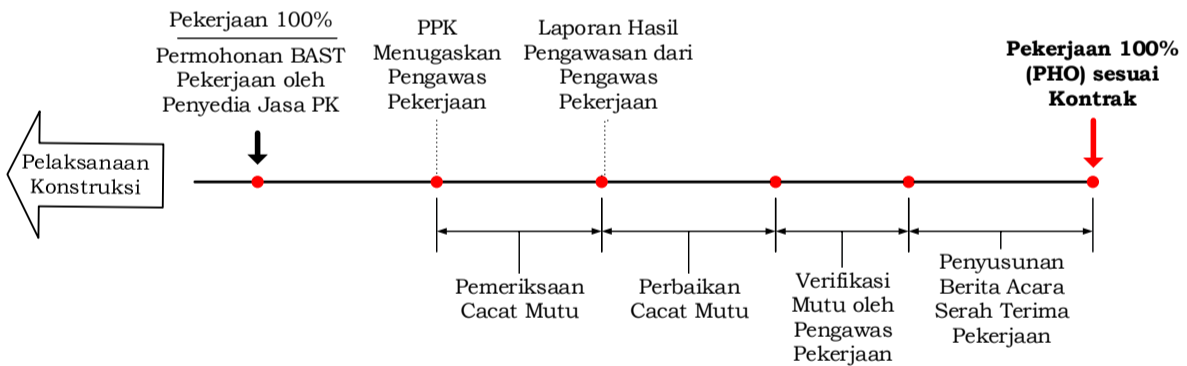 Pekerjaan 100%
Permohonan BAST
Pekerjaan oleh
Penyedia Jasa PK
PPK
Menugaskan
Pengawas
Pekerjaan
Laporan Hasil
Pengawasan dari
Pengawas
Pekerjaan
Pekerjaan 100%
(PHO) sesuai
Kontrak
Pelaksanaan
Konstruksi
Pemeriksaan
Cacat Mutu
Perbaikan
Cacat Mutu
Verifikasi
Mutu oleh
Pengawas
Pekerjaan
Penyusunan
Berita Acara
Serah Terima
Pekerjaan